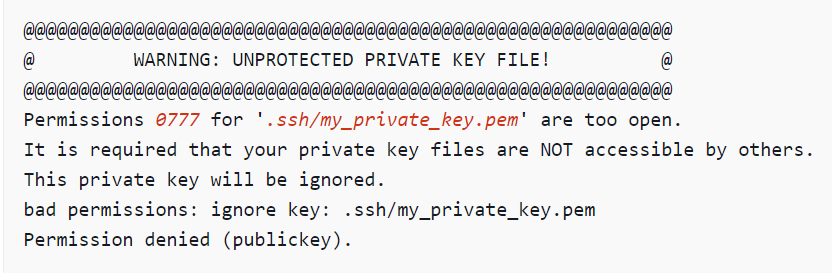 @@@@@@@@@@@@@@@@@@@@@@@@@@@@@@@@@@@@@@@@@@@@@@@@@@@@@@@@@@@
@         WARNING: UNPROTECTED PRIVATE KEY FILE!          @
@@@@@@@@@@@@@@@@@@@@@@@@@@@@@@@@@@@@@@@@@@@@@@@@@@@@@@@@@@@
Permissions 0777 for '.ssh/my_private_key.pem' are too open.
It is required that your private key files are NOT accessible by others.
This private key will be ignored.
bad permissions: ignore key: .ssh/my_private_key.pem
Permission denied (publickey).